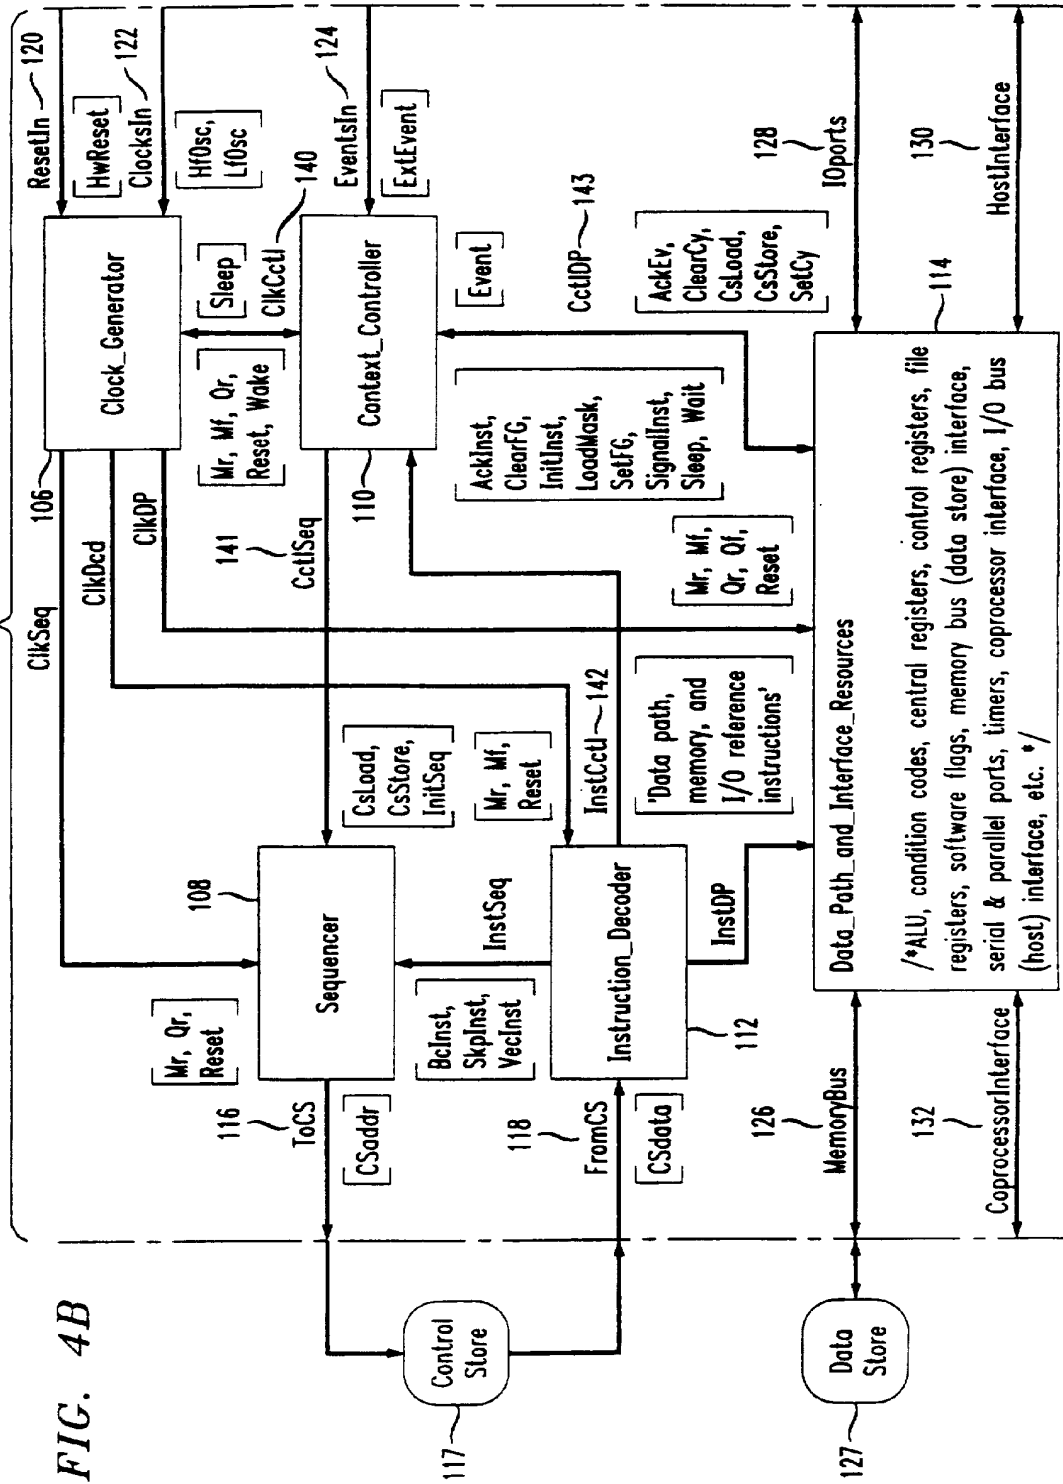 FIG. 4B
ResetIn
120
[HwReset]
ClocksIn
122
[HfOsc,
LfOsc]
EventsIn
124
[ExtEvent]
106
Clock_Generator
ClkSeq
ClkDcd
ClkDP
[Sleep]
ClkCctl
140
[Mr, Mf, Qr,
Reset, Wake]
110
Context_Controller
[Event]
141
CctlSeq
CctlDP
143
[AckEv,
ClearCy,
CsLoad,
CsStore,
SetCy]
[AckInst,
ClearFG,
InitInst,
LoadMask,
SetFG,
SignalInst,
Sleep, Wait]
[Mr, Mf,
Qr, Qf,
Reset]
[CsLoad,
CsStore,
InitSeq]
[Mr, Mf,
Reset]
InstCctl
142
['Data path,
memory, and
I/O reference
instructions']
108
Sequencer
[Mr, Qr,
Reset]
InstSeq
[BcInst,
SkpInst,
VecInst]
Instruction_Decoder
112
InstDP
116
ToCS
[CSaddr]
118
FromCS
[CSdata]
Control
Store
117
Data
Store
127
126
MemoryBus
132
CoprocessorInterface
128
IOports
130
HostInterface
114
Data_Path_and_Interface_Resources
/*ALU, condition codes, central registers, control registers, file
registers, software flags, memory bus (data store) interface,
serial & parallel ports, timers, coprocessor interface, I/O bus
(host) interface, etc. */